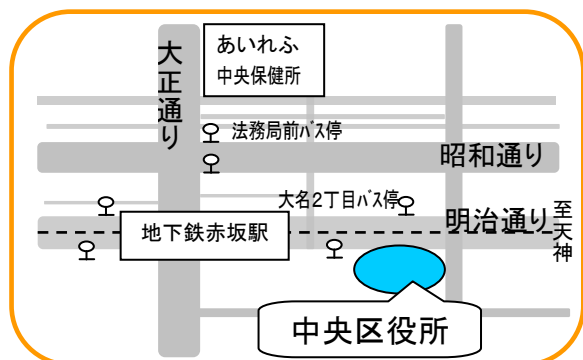 あいれふ
中央保健所
大正通り
法務局前ﾊﾞｽ停
昭和通り
大名２丁目ﾊﾞｽ停
明治通り
至天神
地下鉄赤坂駅
中央区役所